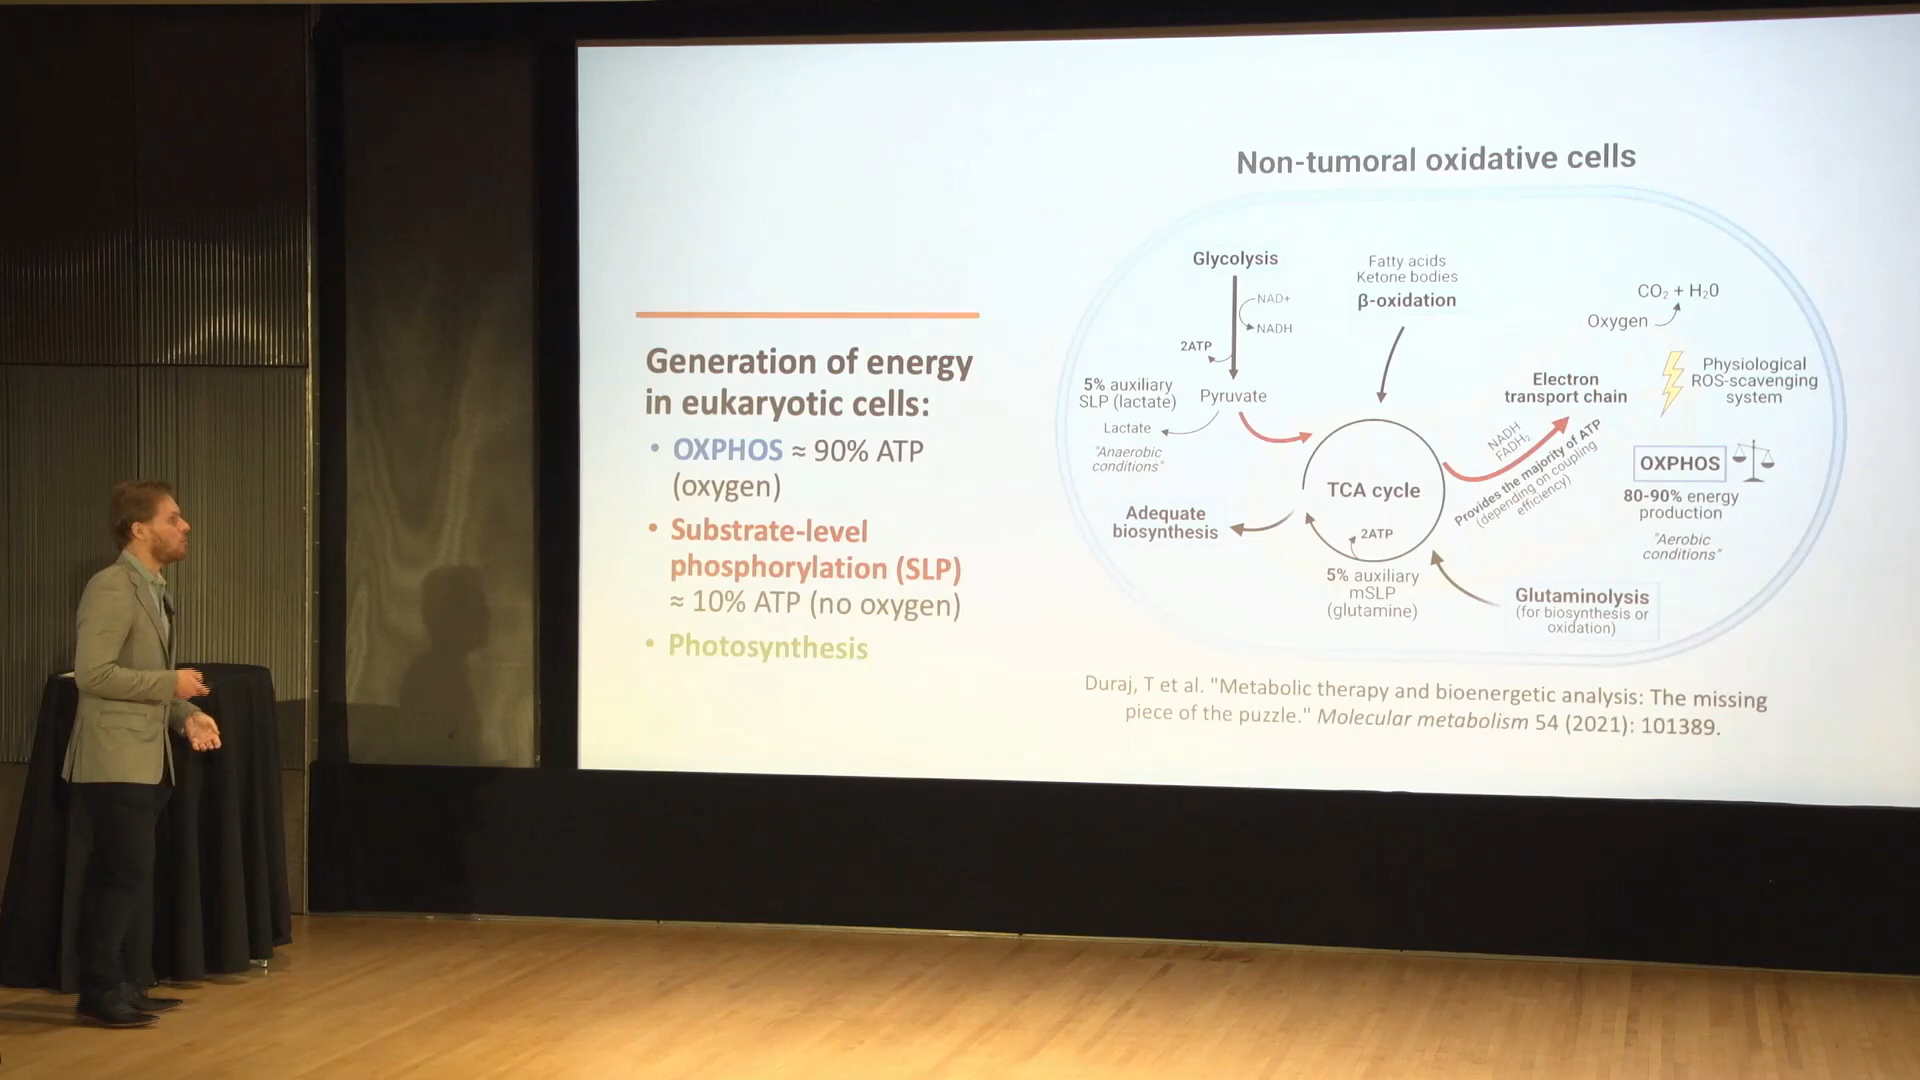 Generation of energy
in eukaryotic cells:
• OXPHOS ≈ 90% ATP
(oxygen)
• Substrate-level
phosphorylation (SLP)
≈ 10% ATP (no oxygen)
• Photosynthesis
Non-tumoral oxidative cells
Glycolysis
NAD+
NADH
2ATP
5% auxiliary
SLP (lactate)
Pyruvate
Lactate
"Anaerobic
conditions"
Fatty acids
Ketone bodies
β-oxidation
TCA cycle
Adequate
biosynthesis
2ATP
5% auxiliary
mSLP
(glutamine)
Glutaminolysis
(for biosynthesis or
oxidation)
NADH
FADH₂
Provides the majority of ATP
(depending on coupling
efficiency)
Electron
transport chain
CO₂ + H₂0
Oxygen
Physiological
ROS-scavenging
system
OXPHOS
80-90% energy
production
"Aerobic
conditions"
Duraj, T et al. "Metabolic therapy and bioenergetic analysis: The missing
piece of the puzzle." Molecular metabolism 54 (2021): 101389.